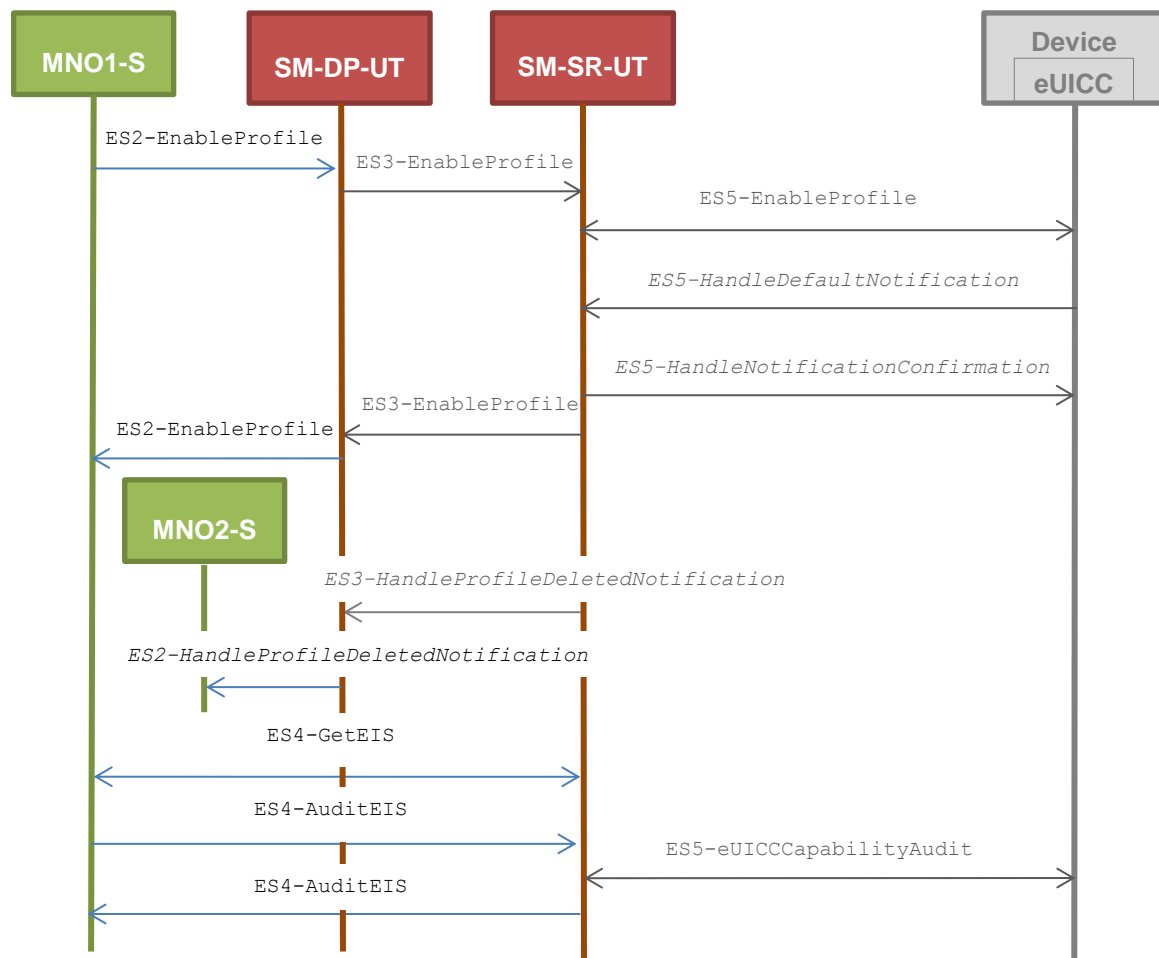 MNO1-S
SM-DP-UT
SM-SR-UT
Device
eUICC
ES2-EnableProfile
ES3-EnableProfile
ES5-EnableProfile
ES5-HandleDefaultNotification
ES5-HandleNotificationConfirmation
ES3-EnableProfile
ES2-EnableProfile
MNO2-S
ES3-HandleProfileDeletedNotification
ES2-HandleProfileDeletedNotification
ES4-GetEIS
ES4-AuditEIS
ES5-eUICCCapabilityAudit
ES4-AuditEIS